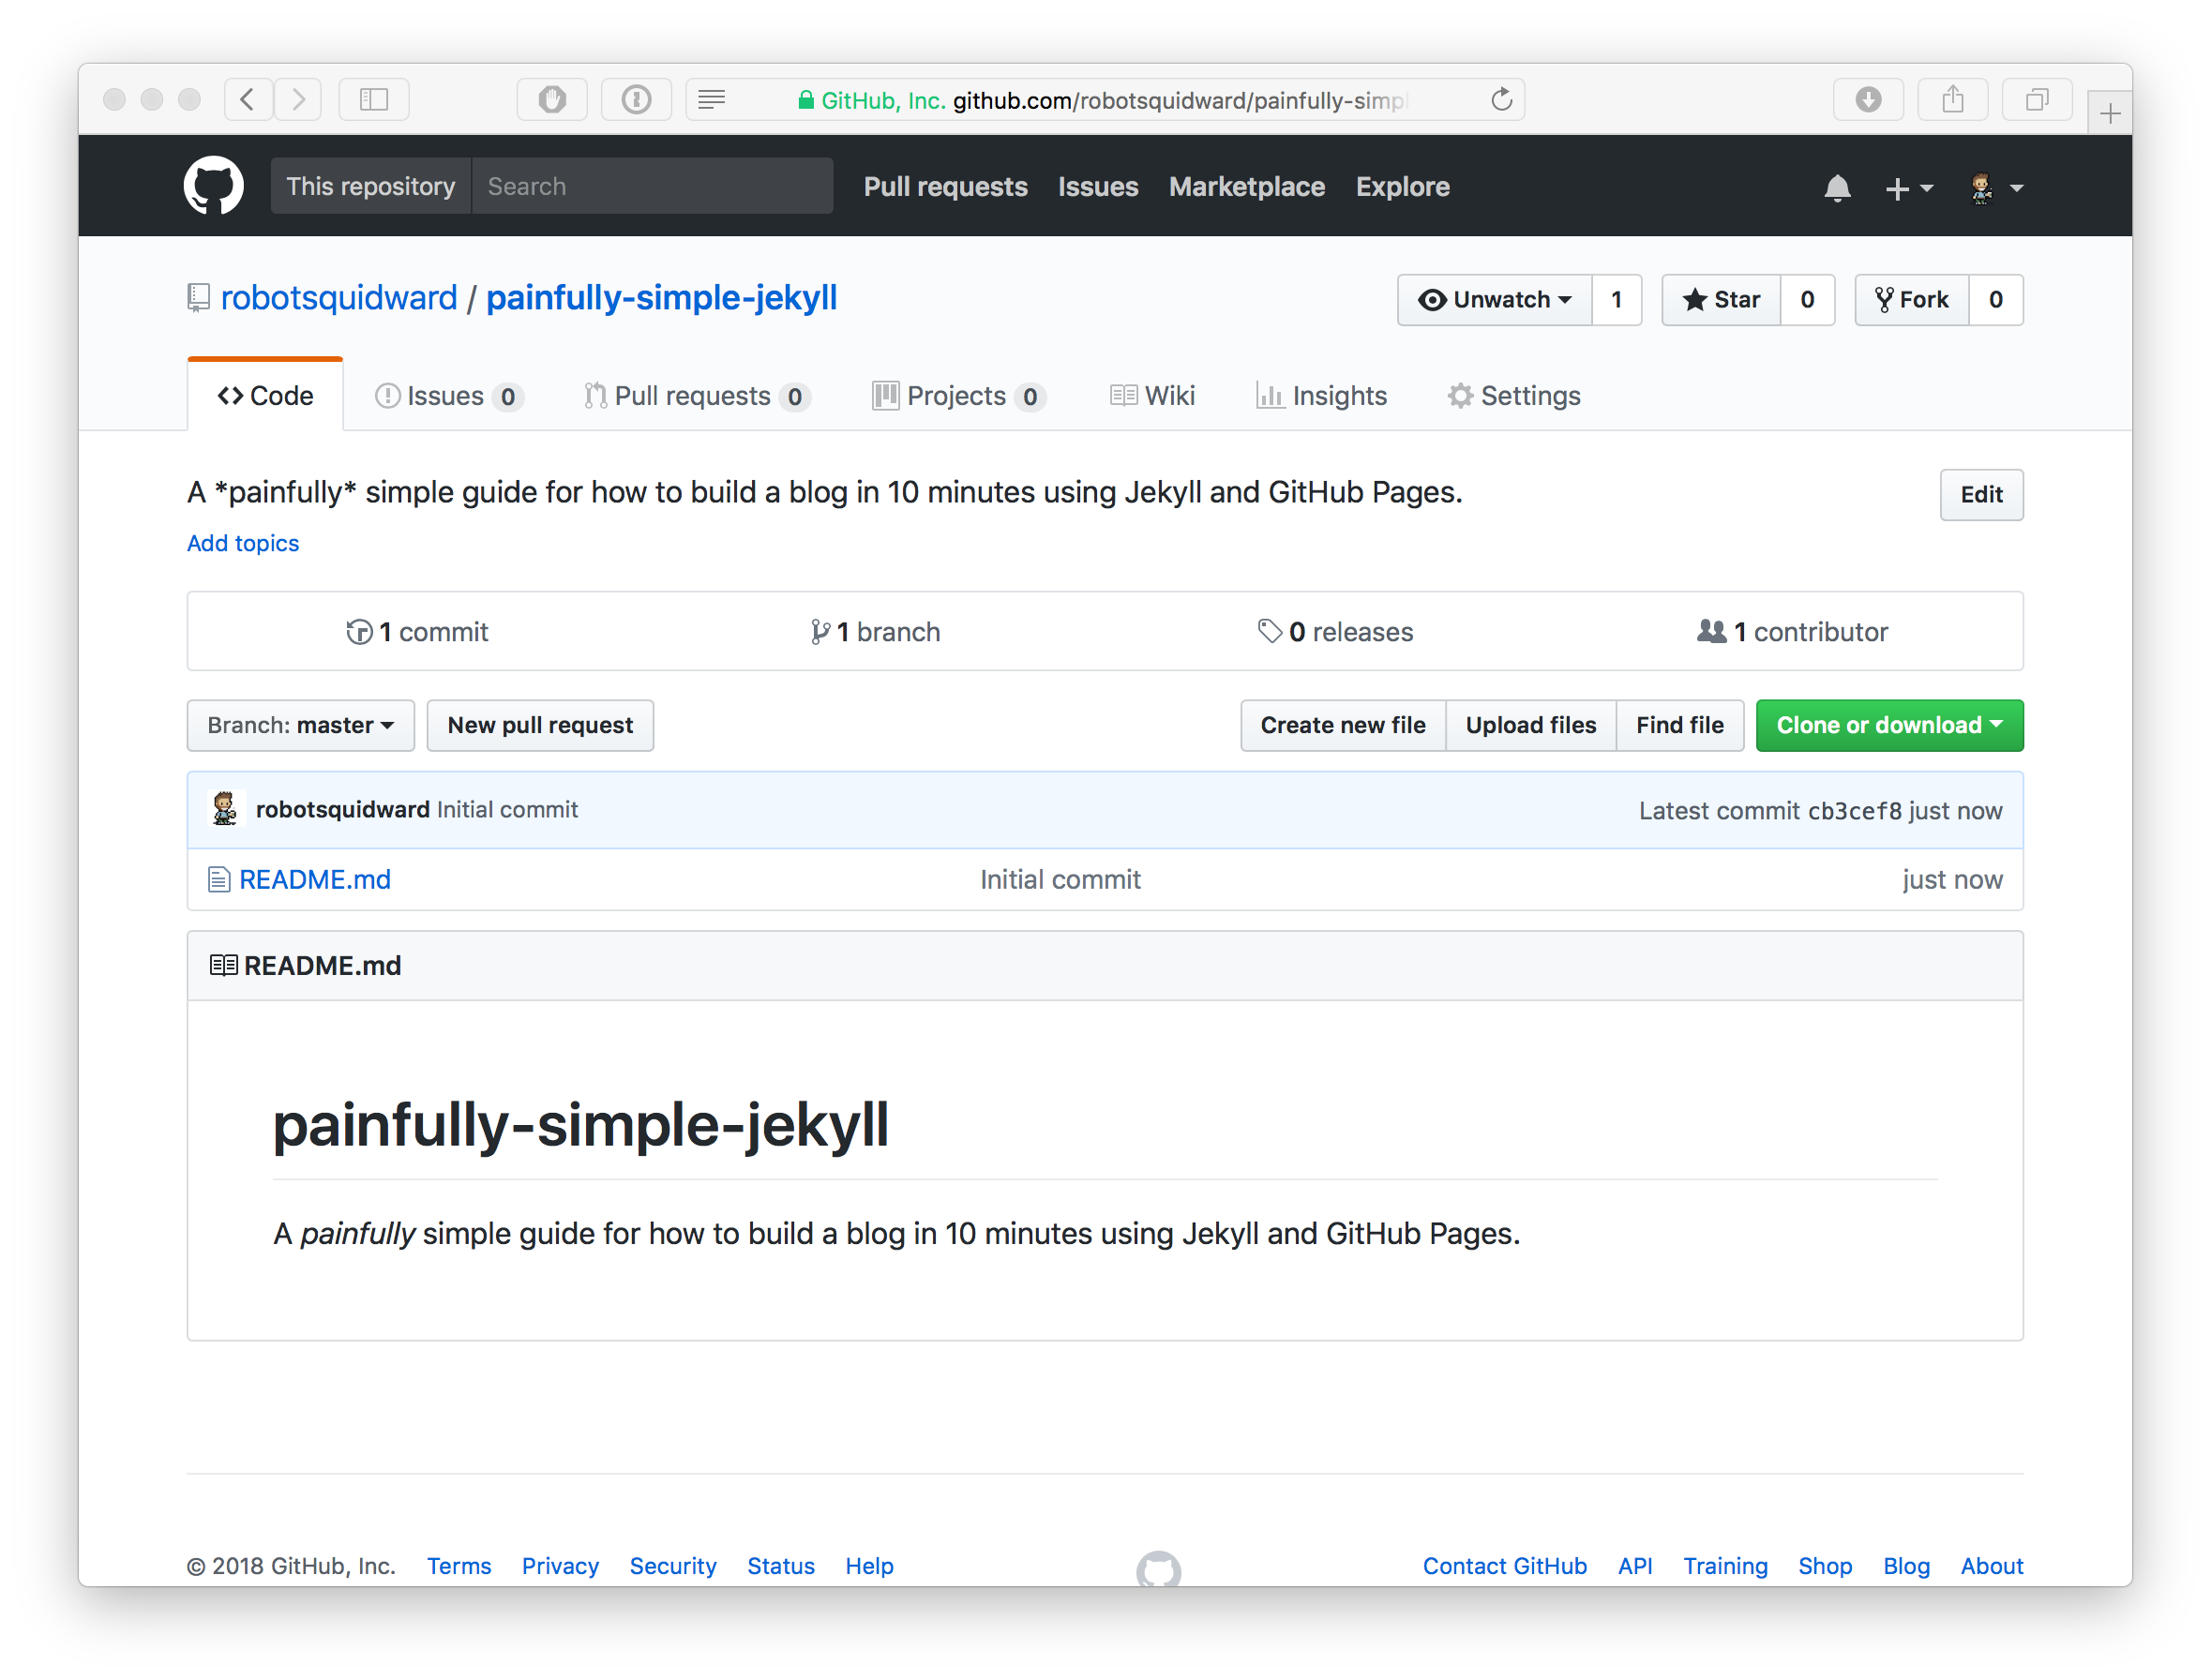 GitHub, Inc. github.com/robotsquidward/painfully-simpl
This repository Search Pull requests Issues Marketplace Explore
robotsquidward / painfully-simple-jekyll Unwatch 1 Star 0 Fork 0
Code Issues 0 Pull requests 0 Projects 0 Wiki Insights Settings
A *painfully* simple guide for how to build a blog in 10 minutes using Jekyll and GitHub Pages. Edit
Add topics
1 commit 1 branch 0 releases 1 contributor
Branch: master New pull request Create new file Upload files Find file Clone or download
robotsquidward Initial commit Latest commit cb3cef8 just now
README.md Initial commit just now
README.md
painfully-simple-jekyll
A painfully simple guide for how to build a blog in 10 minutes using Jekyll and GitHub Pages.
© 2018 GitHub, Inc. Terms Privacy Security Status Help Contact GitHub API Training Shop Blog About